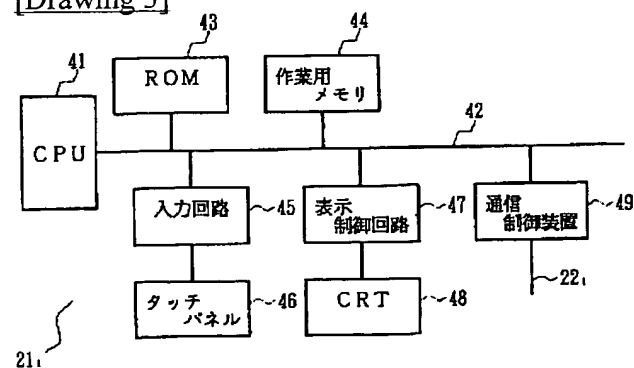 [Drawing 3]
43
44
41
ROM
作業用
メモリ
42
CPU
入力回路
45
表示
制御回路
47
通信
制御装置
49
タッチ
パネル
46
CRT
48
22₁
21₁